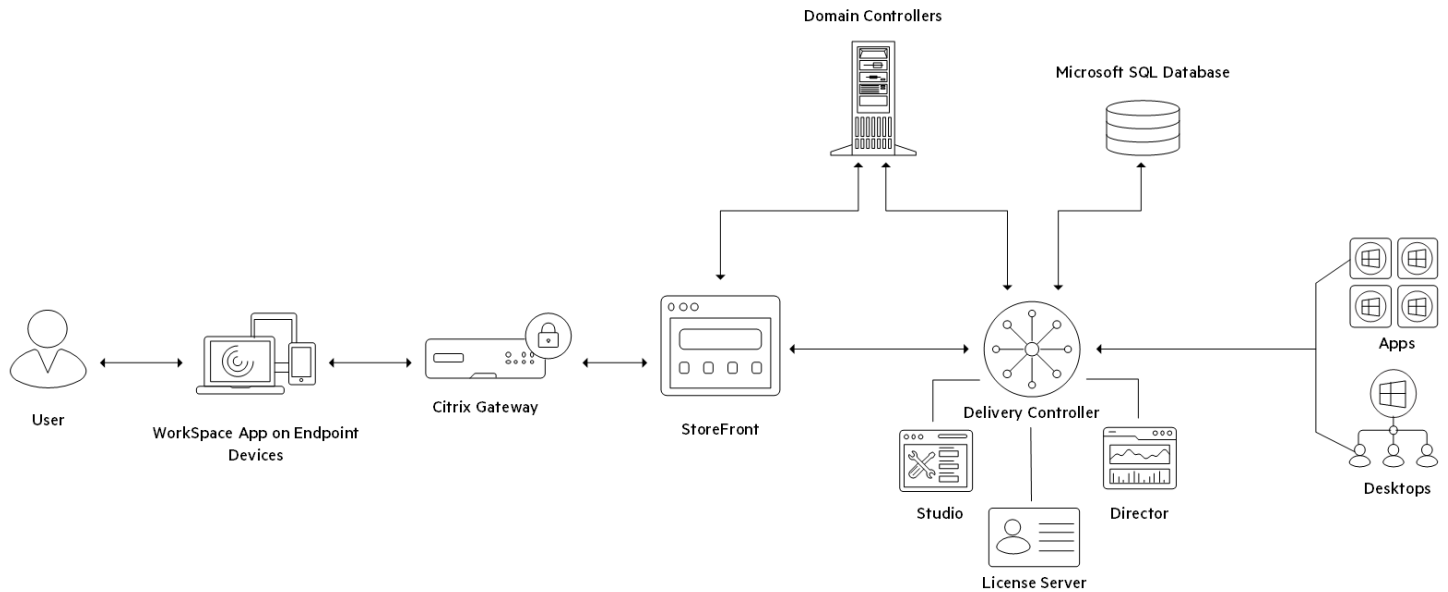 Domain Controllers
Microsoft SQL Database
User
WorkSpace App on Endpoint
Devices
Citrix Gateway
StoreFront
Delivery Controller
Apps
Studio
Director
Desktops
License Server